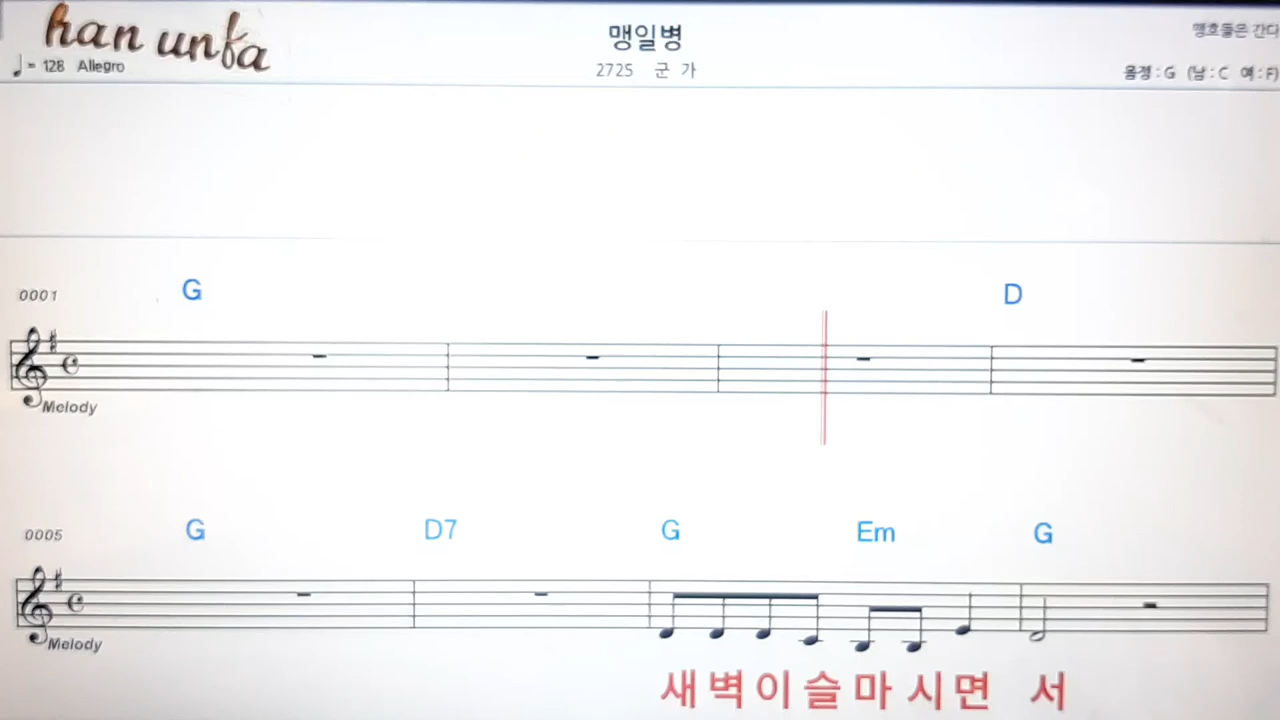 han unfa
맹일병
맹호들은 간다
♩= 128 Allegro
2725 군 가
음정 : G (남 : C 여 : F)
0001 G D
Melody
0005 G D7 G Em G
Melody
새벽이슬마시면 서